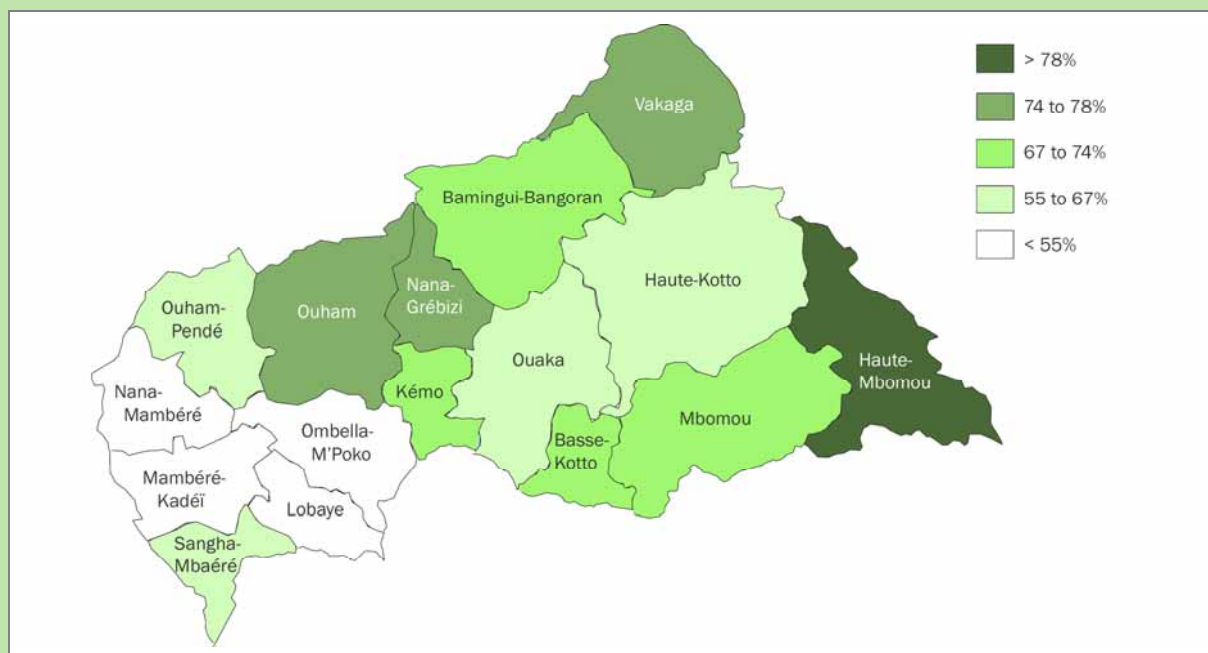 > 78%
74 to 78%
67 to 74%
55 to 67%
< 55%
Vakaga
Bamingui-Bangoran
Haute-Kotto
Nana-
Grébizi
Ouham
Ouham-
Pendé
Ouaka
Haute-
Mbomou
Kémo
Nana-
Mambéré
Mbomou
Ombella-
M'Poko
Basse-
Kotto
Mambéré-
Kadéï
Lobaye
Sangha-
Mbaéré